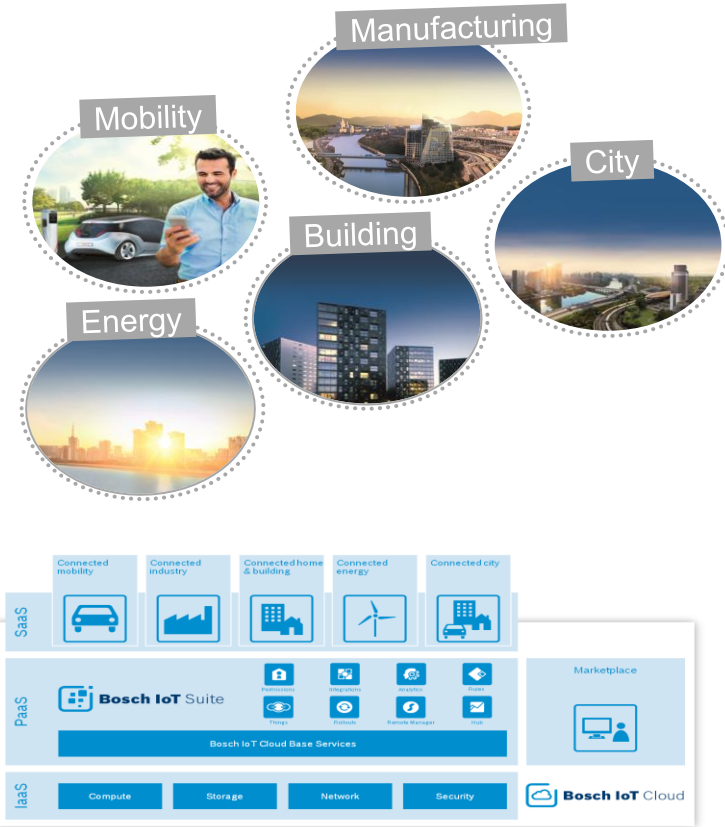 Manufacturing
Mobility
City
Building
Energy
Connected
mobility
Connected
industry
Connected home
& building
Connected
energy
Connected city
SaaS
PaaS
Bosch IoT Suite
Permissions
Integrations
Analytics
Rules
Things
Rollouts
Remote Manager
Hub
Bosch IoT Cloud Base Services
Marketplace
IaaS
Compute
Storage
Network
Security
Bosch IoT Cloud